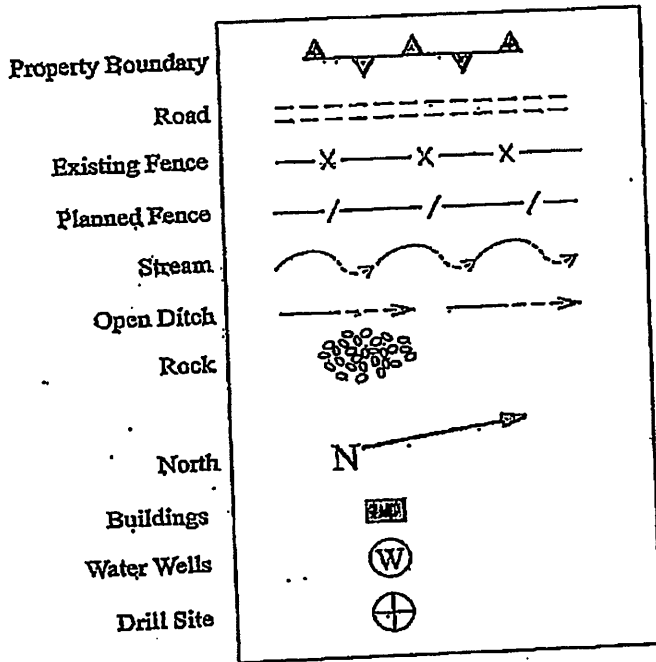 Property Boundary
Road
Existing Fence
Planned Fence
Stream
Open Ditch
Rock
North N
Buildings
Water Wells W
Drill Site